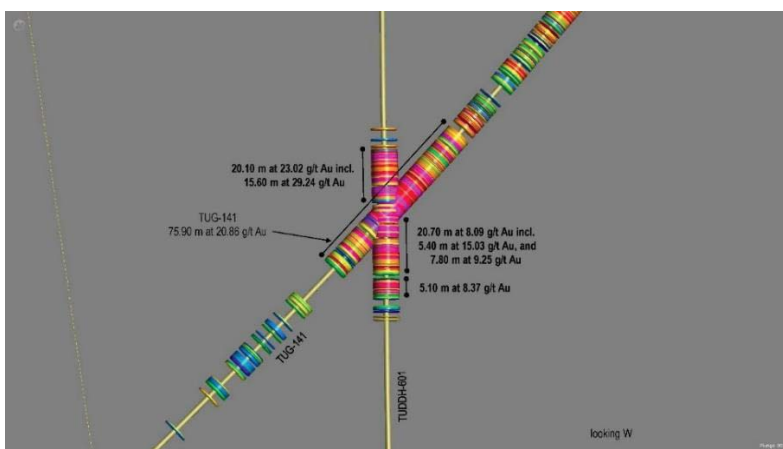 20.10 m at 23.02 g/t Au incl.
15.60 m at 29.24 g/t Au
TUG-141
75.90 m at 20.86 g/t Au
20.70 m at 8.09 g/t Au incl.
5.40 m at 15.03 g/t Au, and
7.80 m at 9.25 g/t Au
5.10 m at 8.37 g/t Au
TUG-141
TUDDH-601
looking W